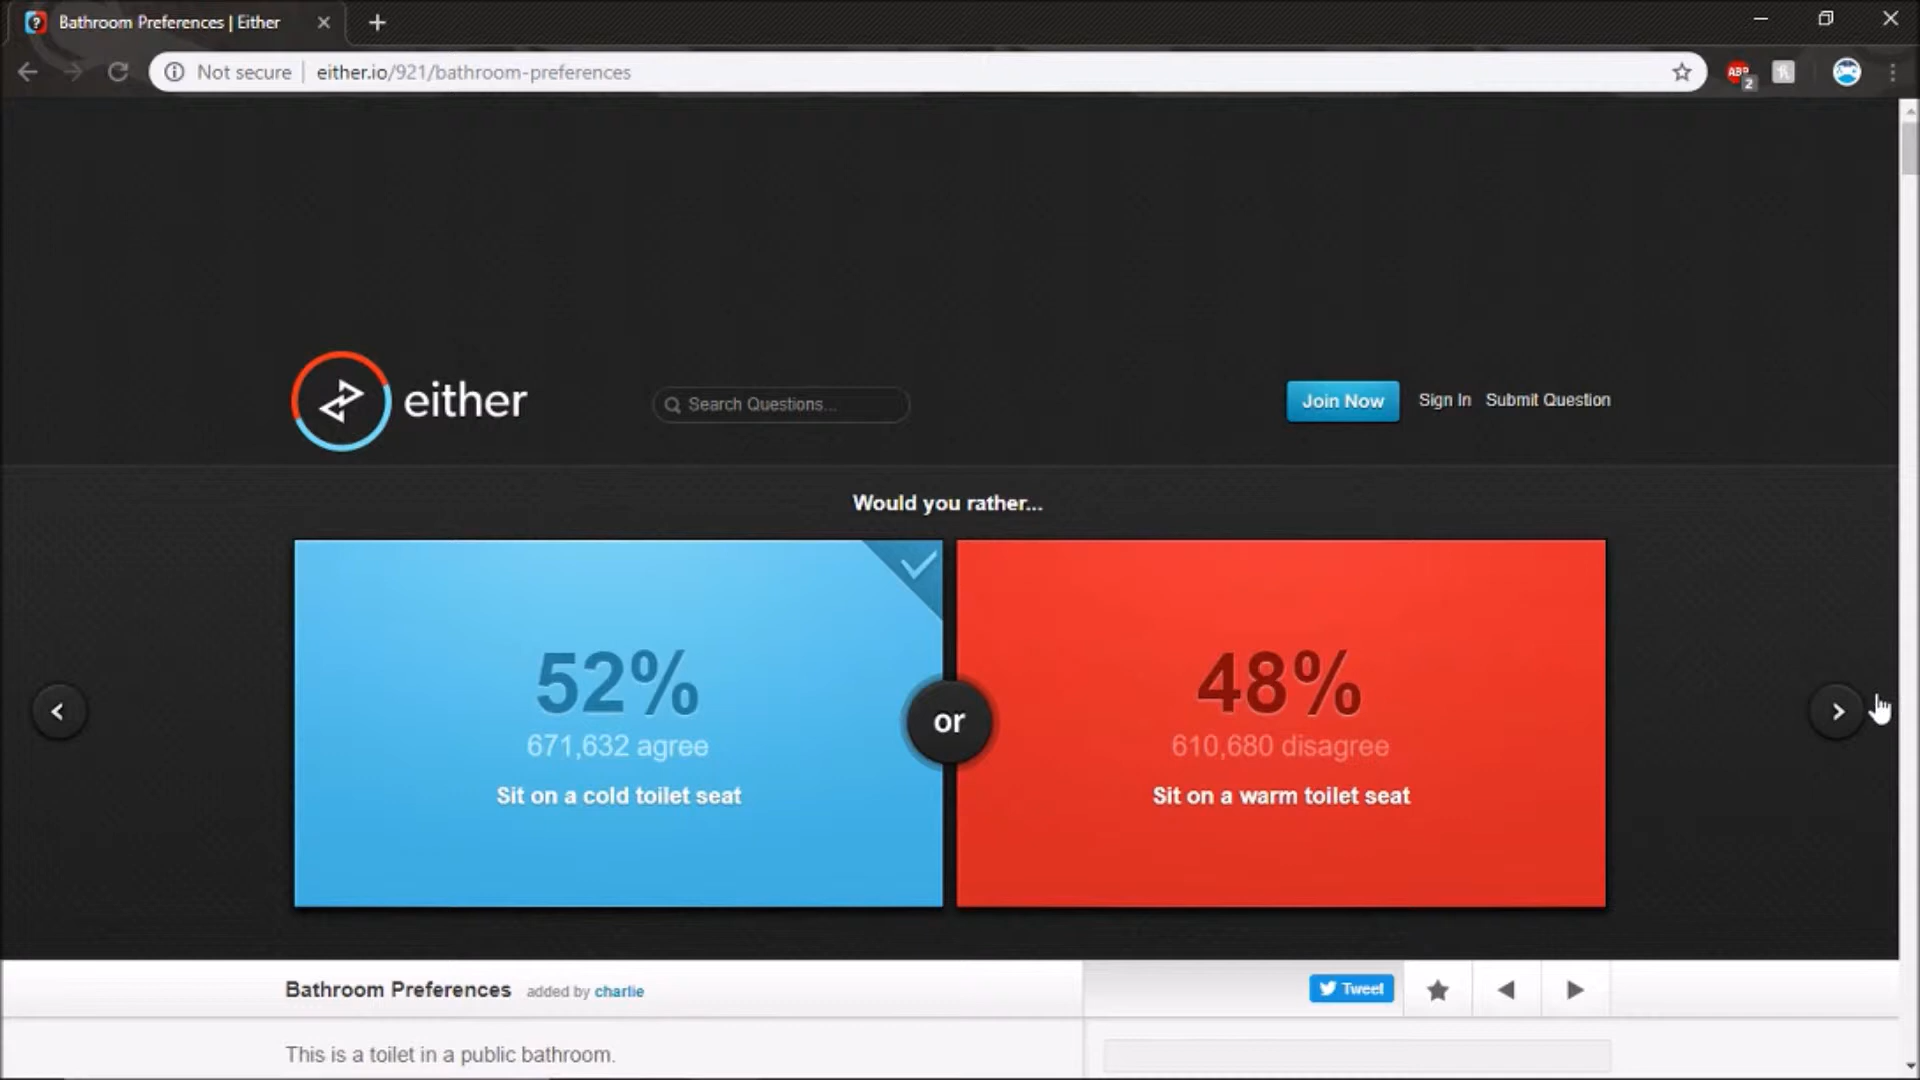 Bathroom Preferences | Either
Not secure
either.io/921/bathroom-preferences
ABP
2
either
Search Questions...
Join Now
Sign In
Submit Question
Would you rather...
52%
671,632 agree
Sit on a cold toilet seat
or
48%
610,680 disagree
Sit on a warm toilet seat
Bathroom Preferences added by charlie
Tweet
This is a toilet in a public bathroom.